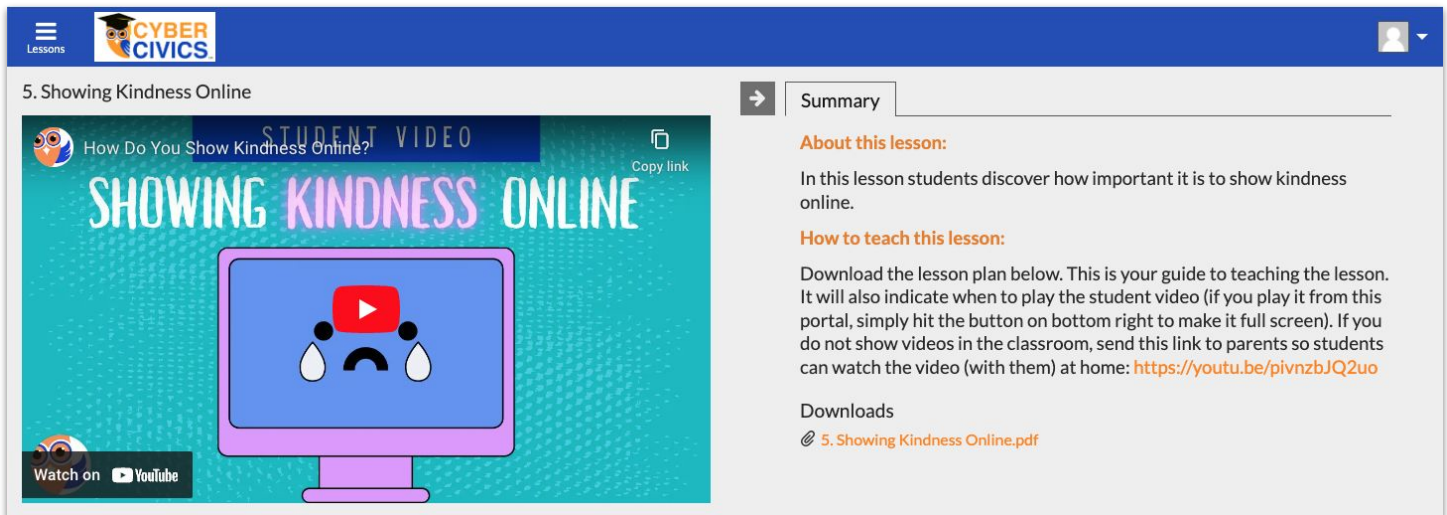 Lessons
CYBER
CIVICS
5. Showing Kindness Online
STUDENT VIDEO
How Do You Show Kindness Online?
Copy link
SHOWING KINDNESS ONLINE
Watch on YouTube
Summary
About this lesson:
In this lesson students discover how important it is to show kindness
online.
How to teach this lesson:
Download the lesson plan below. This is your guide to teaching the lesson.
It will also indicate when to play the student video (if you play it from this
portal, simply hit the button on bottom right to make it full screen). If you
do not show videos in the classroom, send this link to parents so students
can watch the video (with them) at home: https://youtu.be/pivnzbJQ2uo
Downloads
5. Showing Kindness Online.pdf